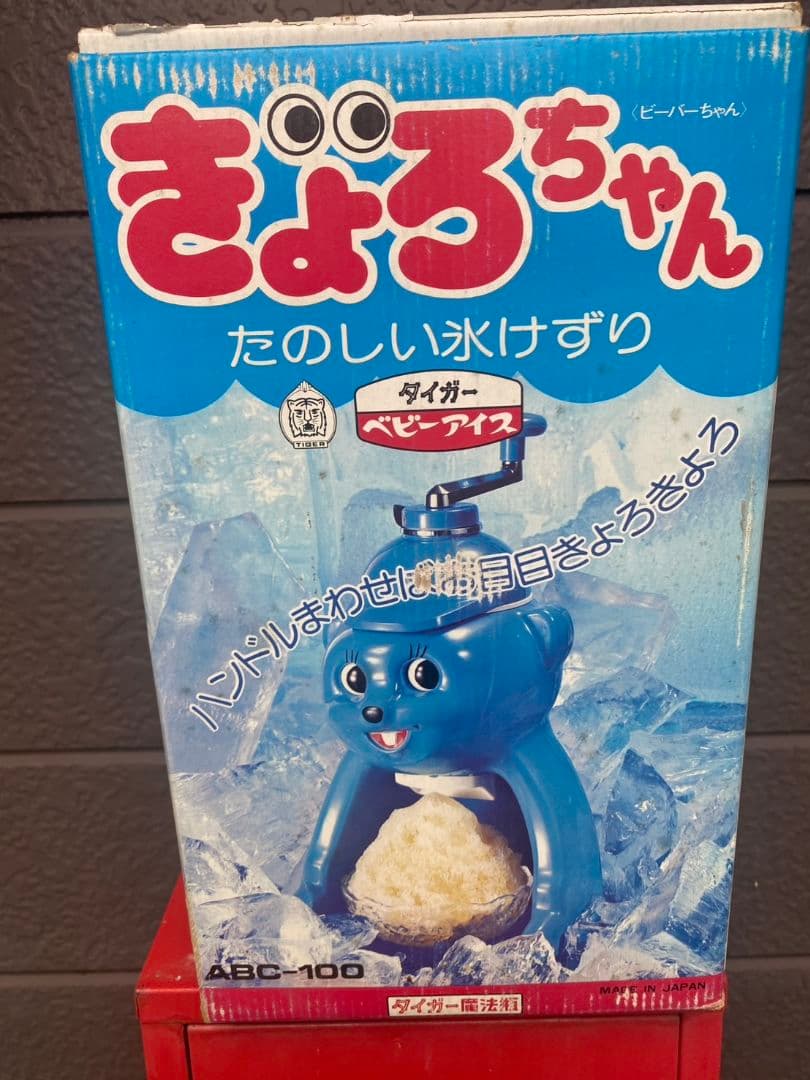 きょろちゃん
〈ビーバーちゃん〉
たのしい氷けずり
TIGER
タイガー
ベビーアイス
ハンドルまわせばお目目きょろきょろ
ABC-100
MADE IN JAPAN
タイガー魔法瓶